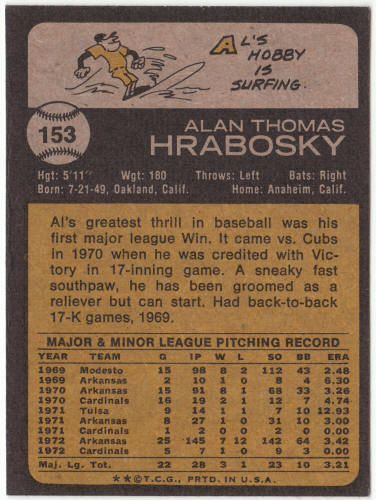 AL'S
HOBBY
IS
SURFING.
153
ALAN THOMAS
HRABOSKY
Hgt: 5'11" Wgt: 180 Throws: Left Bats: Right
Born: 7-21-49, Oakland, Calif. Home: Anaheim, Calif.
Al's greatest thrill in baseball was his
first major league Win. It came vs. Cubs
in 1970 when he was credited with Vic-
tory in 17-inning game. A sneaky fast
southpaw, he has been groomed as a
reliever but can start. Had back-to-back
17-K games, 1969.
MAJOR & MINOR LEAGUE PITCHING RECORD
YEAR TEAM G IP W L SO BB ERA
1969 Modesto 15 98 8 2 112 43 2.48
1969 Arkansas 2 10 1 0 8 4 6.30
1970 Arkansas 15 91 8 1 68 33 3.26
1970 Cardinals 16 19 2 1 12 7 4.74
1971 Tulsa 9 14 1 1 7 10 12.93
1971 Arkansas 8 27 1 0 31 10 3.00
1971 Cardinals 1 2 0 0 2 0 0.00
1972 Arkansas 25 145 7 12 142 64 3.42
1972 Cardinals 5 7 1 0 9 3 0.00
Maj. Lg. Tot. 22 28 3 1 23 10 3.21
**©T.C.G., PRTD. IN U.S.A.